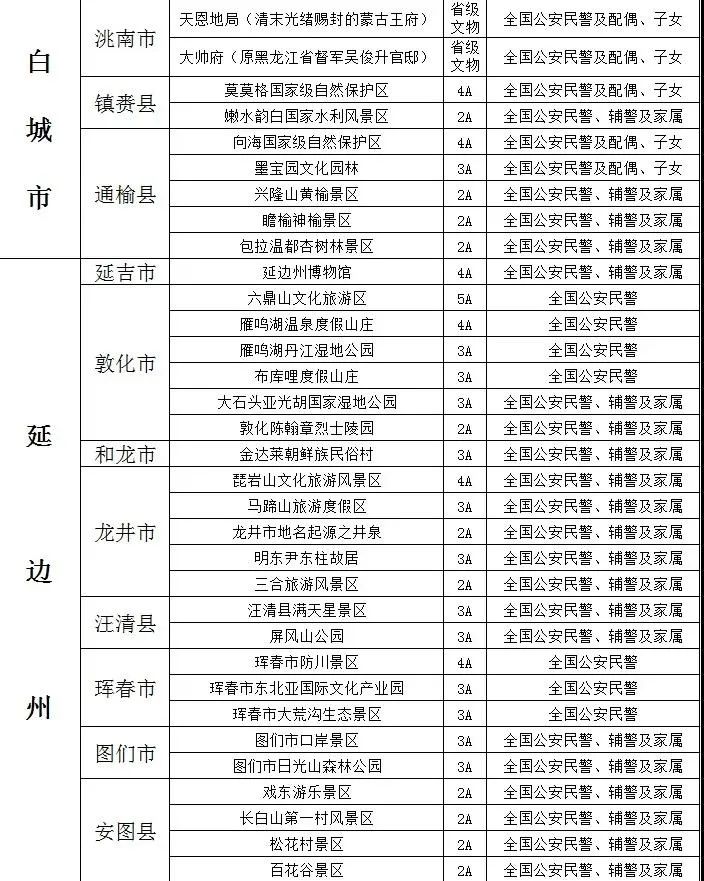 白城市
洮南市
天恩地局（清末光绪赐封的蒙古王府） 省级文物 全国公安民警及配偶、子女
大帅府（原黑龙江省督军吴俊升官邸） 省级文物 全国公安民警及配偶、子女
镇赉县
莫莫格国家级自然保护区 4A 全国公安民警及配偶、子女
嫩水韵白国家水利风景区 2A 全国公安民警、辅警及家属
通榆县
向海国家级自然保护区 4A 全国公安民警及配偶、子女
墨宝园文化园林 3A 全国公安民警及配偶、子女
兴隆山黄榆景区 2A 全国公安民警、辅警及家属
瞻榆神榆景区 2A 全国公安民警、辅警及家属
包拉温都杏树林景区 2A 全国公安民警、辅警及家属
延边州
延吉市 延边州博物馆 4A 全国公安民警、辅警及家属
敦化市
六鼎山文化旅游区 5A 全国公安民警
雁鸣湖温泉度假山庄 4A 全国公安民警
雁鸣湖丹江湿地公园 3A 全国公安民警
布库哩度假山庄 3A 全国公安民警
大石头亚光胡国家湿地公园 3A 全国公安民警、辅警及家属
敦化陈翰章烈士陵园 2A 全国公安民警、辅警及家属
和龙市 金达莱朝鲜族民俗村 3A 全国公安民警、辅警及家属
龙井市
琵岩山文化旅游风景区 4A 全国公安民警、辅警及家属
马蹄山旅游度假区 3A 全国公安民警、辅警及家属
龙井市地名起源之井泉 2A 全国公安民警、辅警及家属
明东尹东柱故居 3A 全国公安民警、辅警及家属
三合旅游风景区 2A 全国公安民警、辅警及家属
汪清县
汪清县满天星景区 3A 全国公安民警、辅警及家属
屏风山公园 3A 全国公安民警、辅警及家属
珲春市
珲春市防川景区 4A 全国公安民警
珲春市东北亚国际文化产业园 3A 全国公安民警
珲春市大荒沟生态景区 3A 全国公安民警
图们市
图们市口岸景区 3A 全国公安民警、辅警及家属
图们市日光山森林公园 3A 全国公安民警、辅警及家属
安图县
戏东游乐景区 2A 全国公安民警、辅警及家属
长白山第一村风景区 2A 全国公安民警、辅警及家属
松花村景区 2A 全国公安民警、辅警及家属
百花谷景区 2A 全国公安民警、辅警及家属